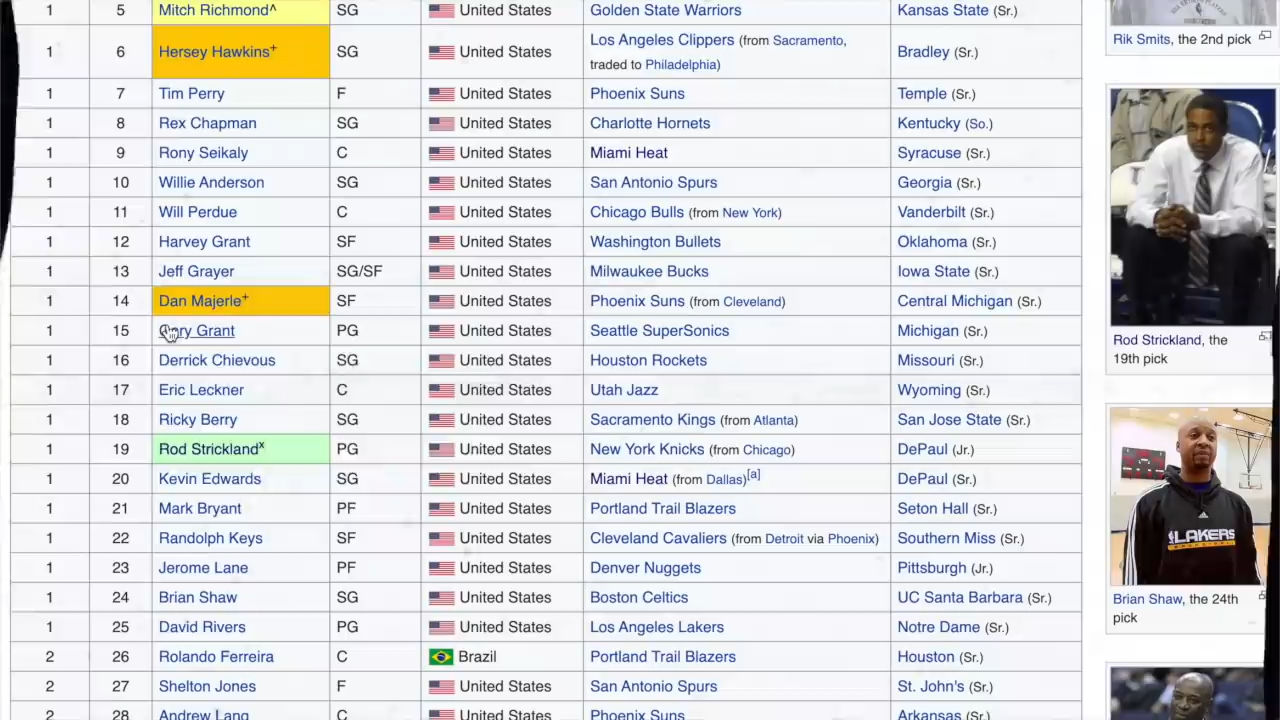 1 5 Mitch Richmond^ SG United States Golden State Warriors Kansas State (Sr.)
1 6 Hersey Hawkins+ SG United States Los Angeles Clippers (from Sacramento,
traded to Philadelphia) Bradley (Sr.)
1 7 Tim Perry F United States Phoenix Suns Temple (Sr.)
1 8 Rex Chapman SG United States Charlotte Hornets Kentucky (So.)
1 9 Rony Seikaly C United States Miami Heat Syracuse (Sr.)
1 10 Willie Anderson SG United States San Antonio Spurs Georgia (Sr.)
1 11 Will Perdue C United States Chicago Bulls (from New York) Vanderbilt (Sr.)
1 12 Harvey Grant SF United States Washington Bullets Oklahoma (Sr.)
1 13 Jeff Grayer SG/SF United States Milwaukee Bucks Iowa State (Sr.)
1 14 Dan Majerle+ SF United States Phoenix Suns (from Cleveland) Central Michigan (Sr.)
1 15 Gary Grant PG United States Seattle SuperSonics Michigan (Sr.)
1 16 Derrick Chievous SG United States Houston Rockets Missouri (Sr.)
1 17 Eric Leckner C United States Utah Jazz Wyoming (Sr.)
1 18 Ricky Berry SG United States Sacramento Kings (from Atlanta) San Jose State (Sr.)
1 19 Rod Stricklandx PG United States New York Knicks (from Chicago) DePaul (Jr.)
1 20 Kevin Edwards SG United States Miami Heat (from Dallas)[a] DePaul (Sr.)
1 21 Mark Bryant PF United States Portland Trail Blazers Seton Hall (Sr.)
1 22 Randolph Keys SF United States Cleveland Cavaliers (from Detroit via Phoenix) Southern Miss (Sr.)
1 23 Jerome Lane PF United States Denver Nuggets Pittsburgh (Jr.)
1 24 Brian Shaw SG United States Boston Celtics UC Santa Barbara (Sr.)
1 25 David Rivers PG United States Los Angeles Lakers Notre Dame (Sr.)
2 26 Rolando Ferreira C Brazil Portland Trail Blazers Houston (Sr.)
2 27 Shelton Jones F United States San Antonio Spurs St. John's (Sr.)
2 28 Andrew Lang C United States Phoenix Suns Arkansas (Sr.)
Rik Smits, the 2nd pick
Rod Strickland, the
19th pick
LAKERS
Brian Shaw, the 24th
pick